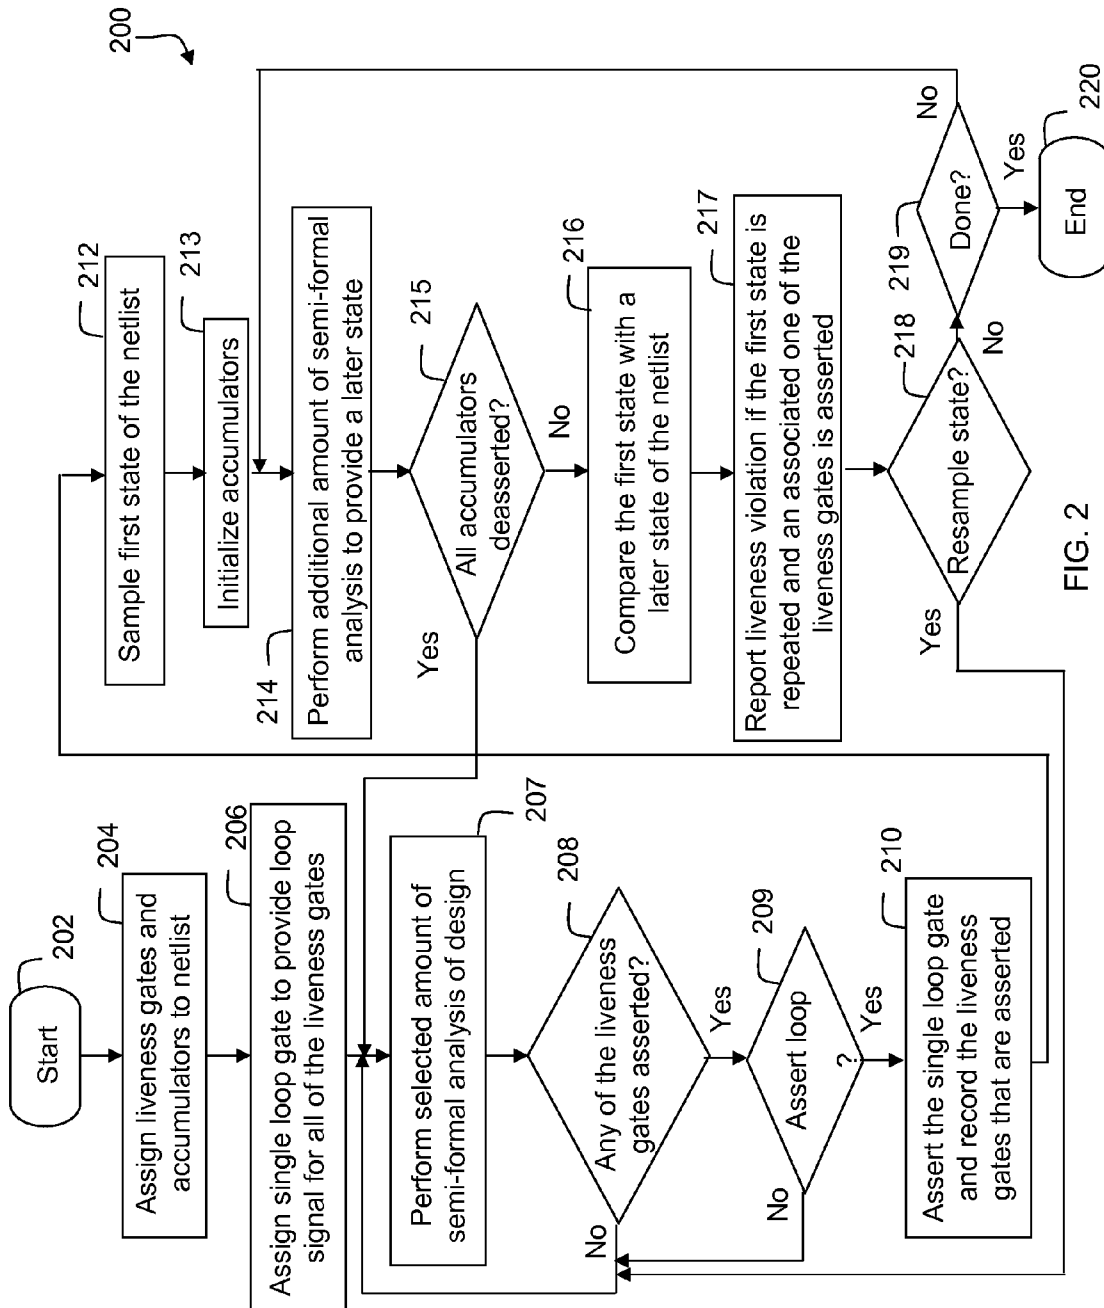 200
Start
202
Assign liveness gates and
accumulators to netlist
204
Assign single loop gate to provide loop
signal for all of the liveness gates
206
Perform selected amount of
semi-formal analysis of design
207
Any of the liveness
gates asserted?
208
No
Yes
Assert loop
?
209
No
Yes
Assert the single loop gate
and record the liveness
gates that are asserted
210
Sample first state of the netlist
212
Initialize accumulators
213
Perform additional amount of semi-formal
analysis to provide a later state
214
All accumulators
deasserted?
215
Yes
No
Compare the first state with a
later state of the netlist
216
Report liveness violation if the first state is
repeated and an associated one of the
liveness gates is asserted
217
Resample state?
218
Yes
No
Done?
219
No
Yes
End
220
FIG. 2